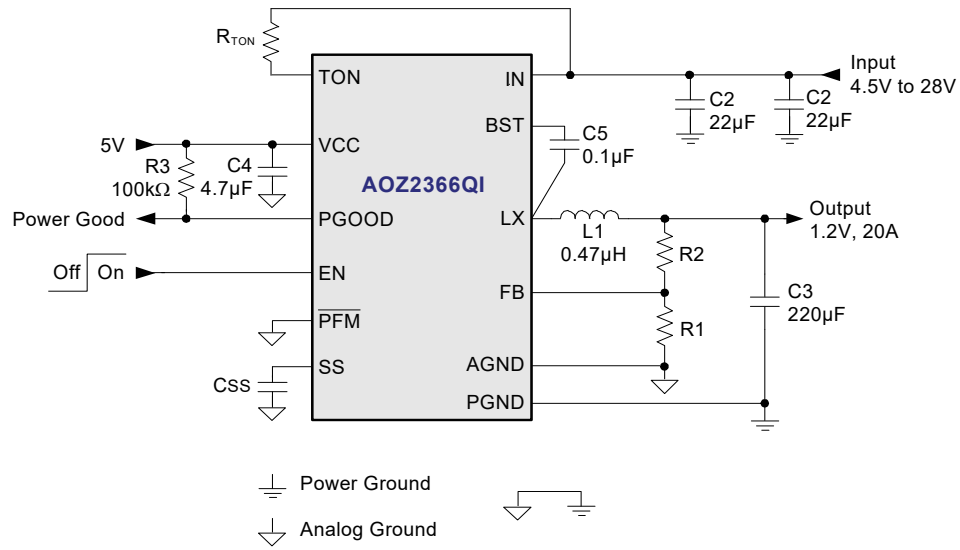 RTON
TON
IN
Input
4.5V to 28V
C2
22µF
C2
22µF
BST
C5
0.1µF
5V
VCC
R3
100kΩ
C4
4.7µF
AOZ2366QI
Power Good
PGOOD
LX
L1
0.47µH
Output
1.2V, 20A
R2
Off
On
EN
FB
C3
220µF
R1
PFM
SS
AGND
CSS
PGND
Power Ground
Analog Ground